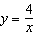 y = 4/x